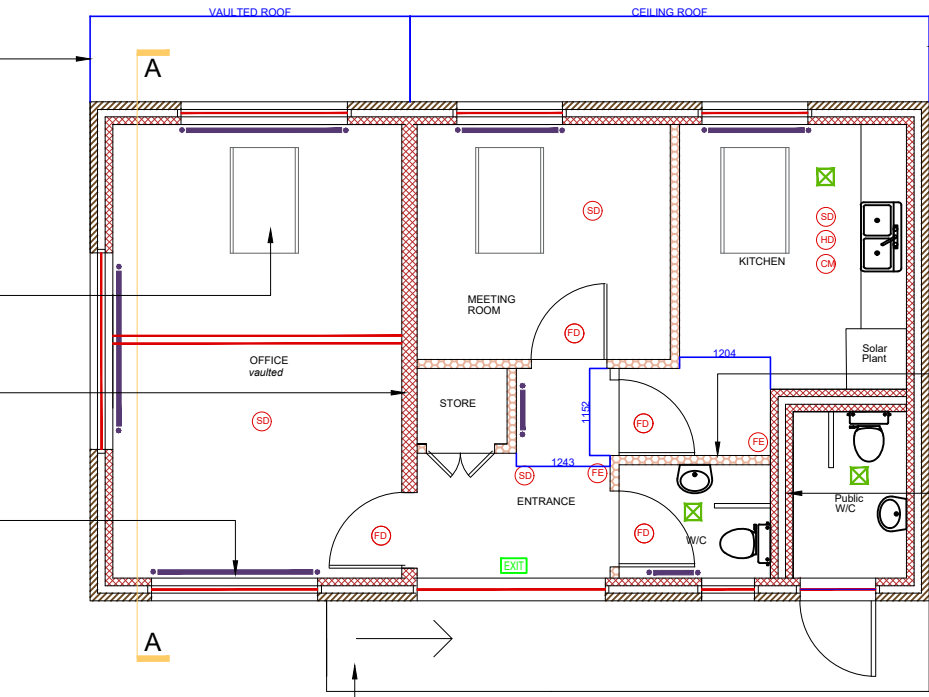 VAULTED ROOF
CEILING ROOF
A
SD
SD
HD
CM
KITCHEN
MEETING
ROOM
FD
Solar
Plant
OFFICE
vaulted
1204
STORE
1152
SD
FD
FE
1243
SD
FE
ENTRANCE
Public
W/C
FD
FD
W/C
EXIT
A